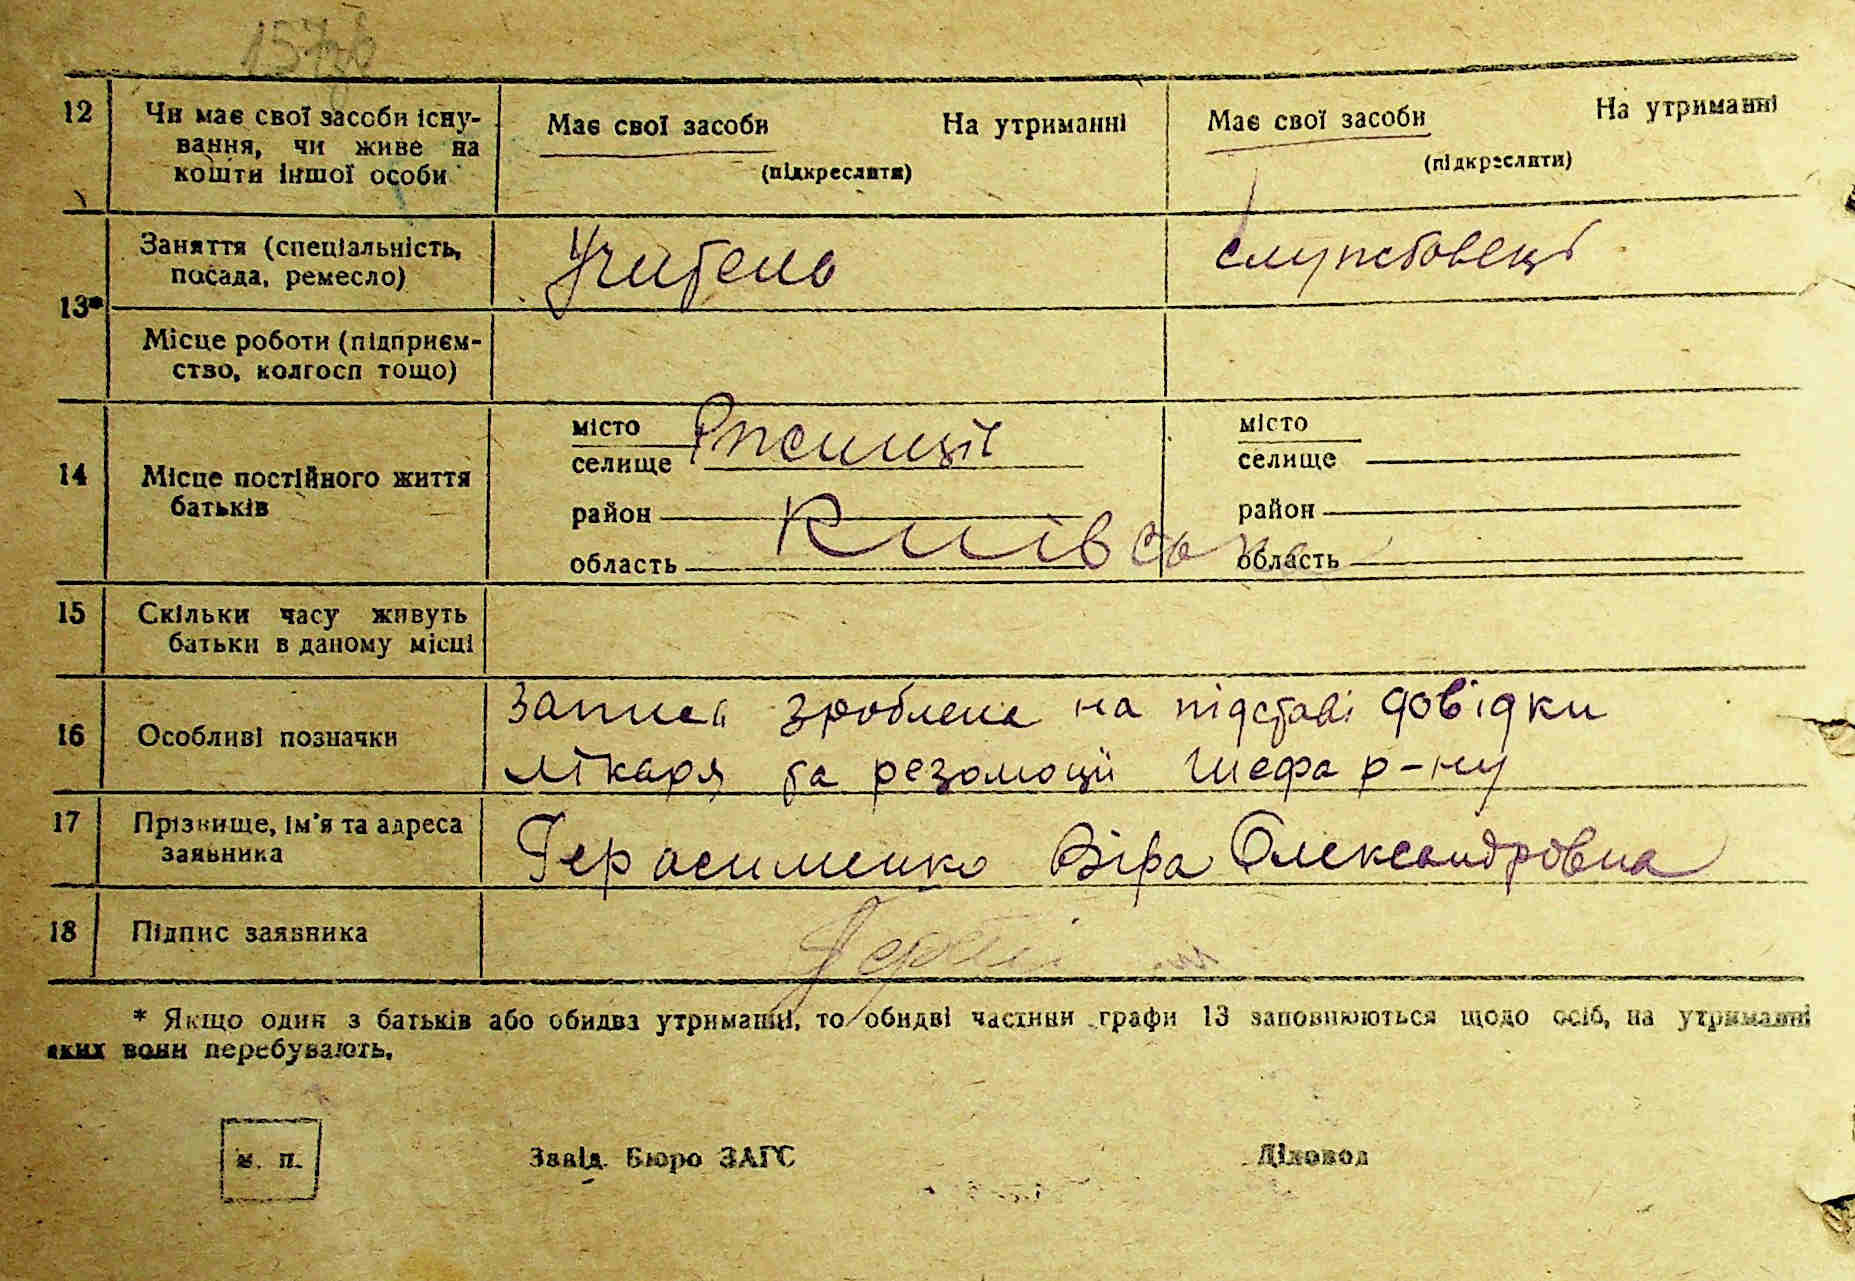 157зв
12 Чи має свої засоби існу- Має свої засоби На утриманні Має свої засоби На утриманні
вання, чи живе на (підкреслити) (підкреслити)
кошти іншої особи
13* Заняття (спеціальність, Учитель службовець
посада, ремесло)
Місце роботи (підприєм-
ство, колгосп тощо)
14 Місце постійного життя місто місто
батьків селище Ржищів селище
район район
область Київська область
15 Скільки часу живуть
батьки в даному місці
16 Особливі позначки Запись зроблена на підставі довідки
лікаря та резолюції шефа р-ну
17 Прізвище, ім'я та адреса Герасименко Віра Олександрівна
заявника
18 Підпис заявника
* Якщо один з батьків або обидва утриманці, то обидві частини графи 13 заповнюються щодо осіб, на утриманні
яких вони перебувають.
м. п. Завід. Бюро ЗАГС Діловод